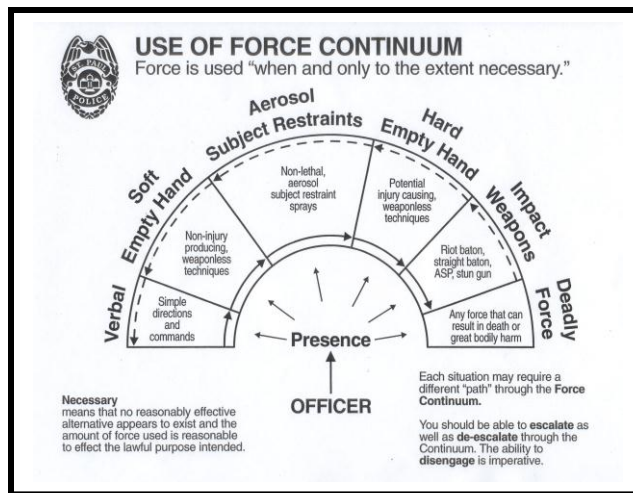 ST. PAUL
POLICE
USE OF FORCE CONTINUUM
Force is used “when and only to the extent necessary.”
Verbal
Soft
Empty Hand
Aerosol
Subject Restraints
Hard
Empty Hand
Impact
Weapons
Deadly
Force
Simple
directions
and
commands
Non-injury
producing,
weaponless
techniques
Non-lethal,
aerosol
subject restraint
sprays
Potential
injury causing,
weaponless
techniques
Riot baton,
straight baton,
ASP, stun gun
Any force that can
result in death or
great bodily harm
Presence
OFFICER
Necessary
means that no reasonably effective
alternative appears to exist and the
amount of force used is reasonable
to effect the lawful purpose intended.
Each situation may require a
different “path” through the Force
Continuum.
You should be able to escalate as
well as de-escalate through the
Continuum. The ability to
disengage is imperative.